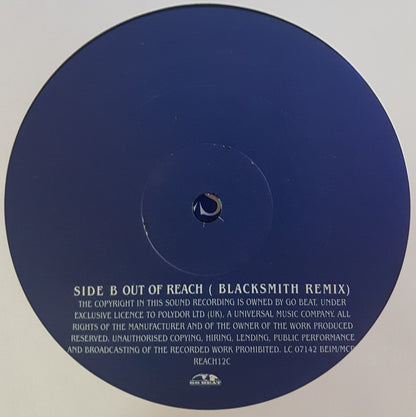 SIDE B OUT OF REACH ( BLACKSMITH REMIX)
THE COPYRIGHT IN THIS SOUND RECORDING IS OWNED BY GO BEAT, UNDER
EXCLUSIVE LICENCE TO POLYDOR LTD (UK). A UNIVERSAL MUSIC COMPANY. ALL
RIGHTS OF THE MANUFACTURER AND OF THE OWNER OF THE WORK PRODUCED
RESERVED. UNAUTHORISED COPYING, HIRING, LENDING, PUBLIC PERFORMANCE
AND BROADCASTING OF THE RECORDED WORK PROHIBITED. LC 07142 BEIM/MCP
REACH12C
GO BEAT